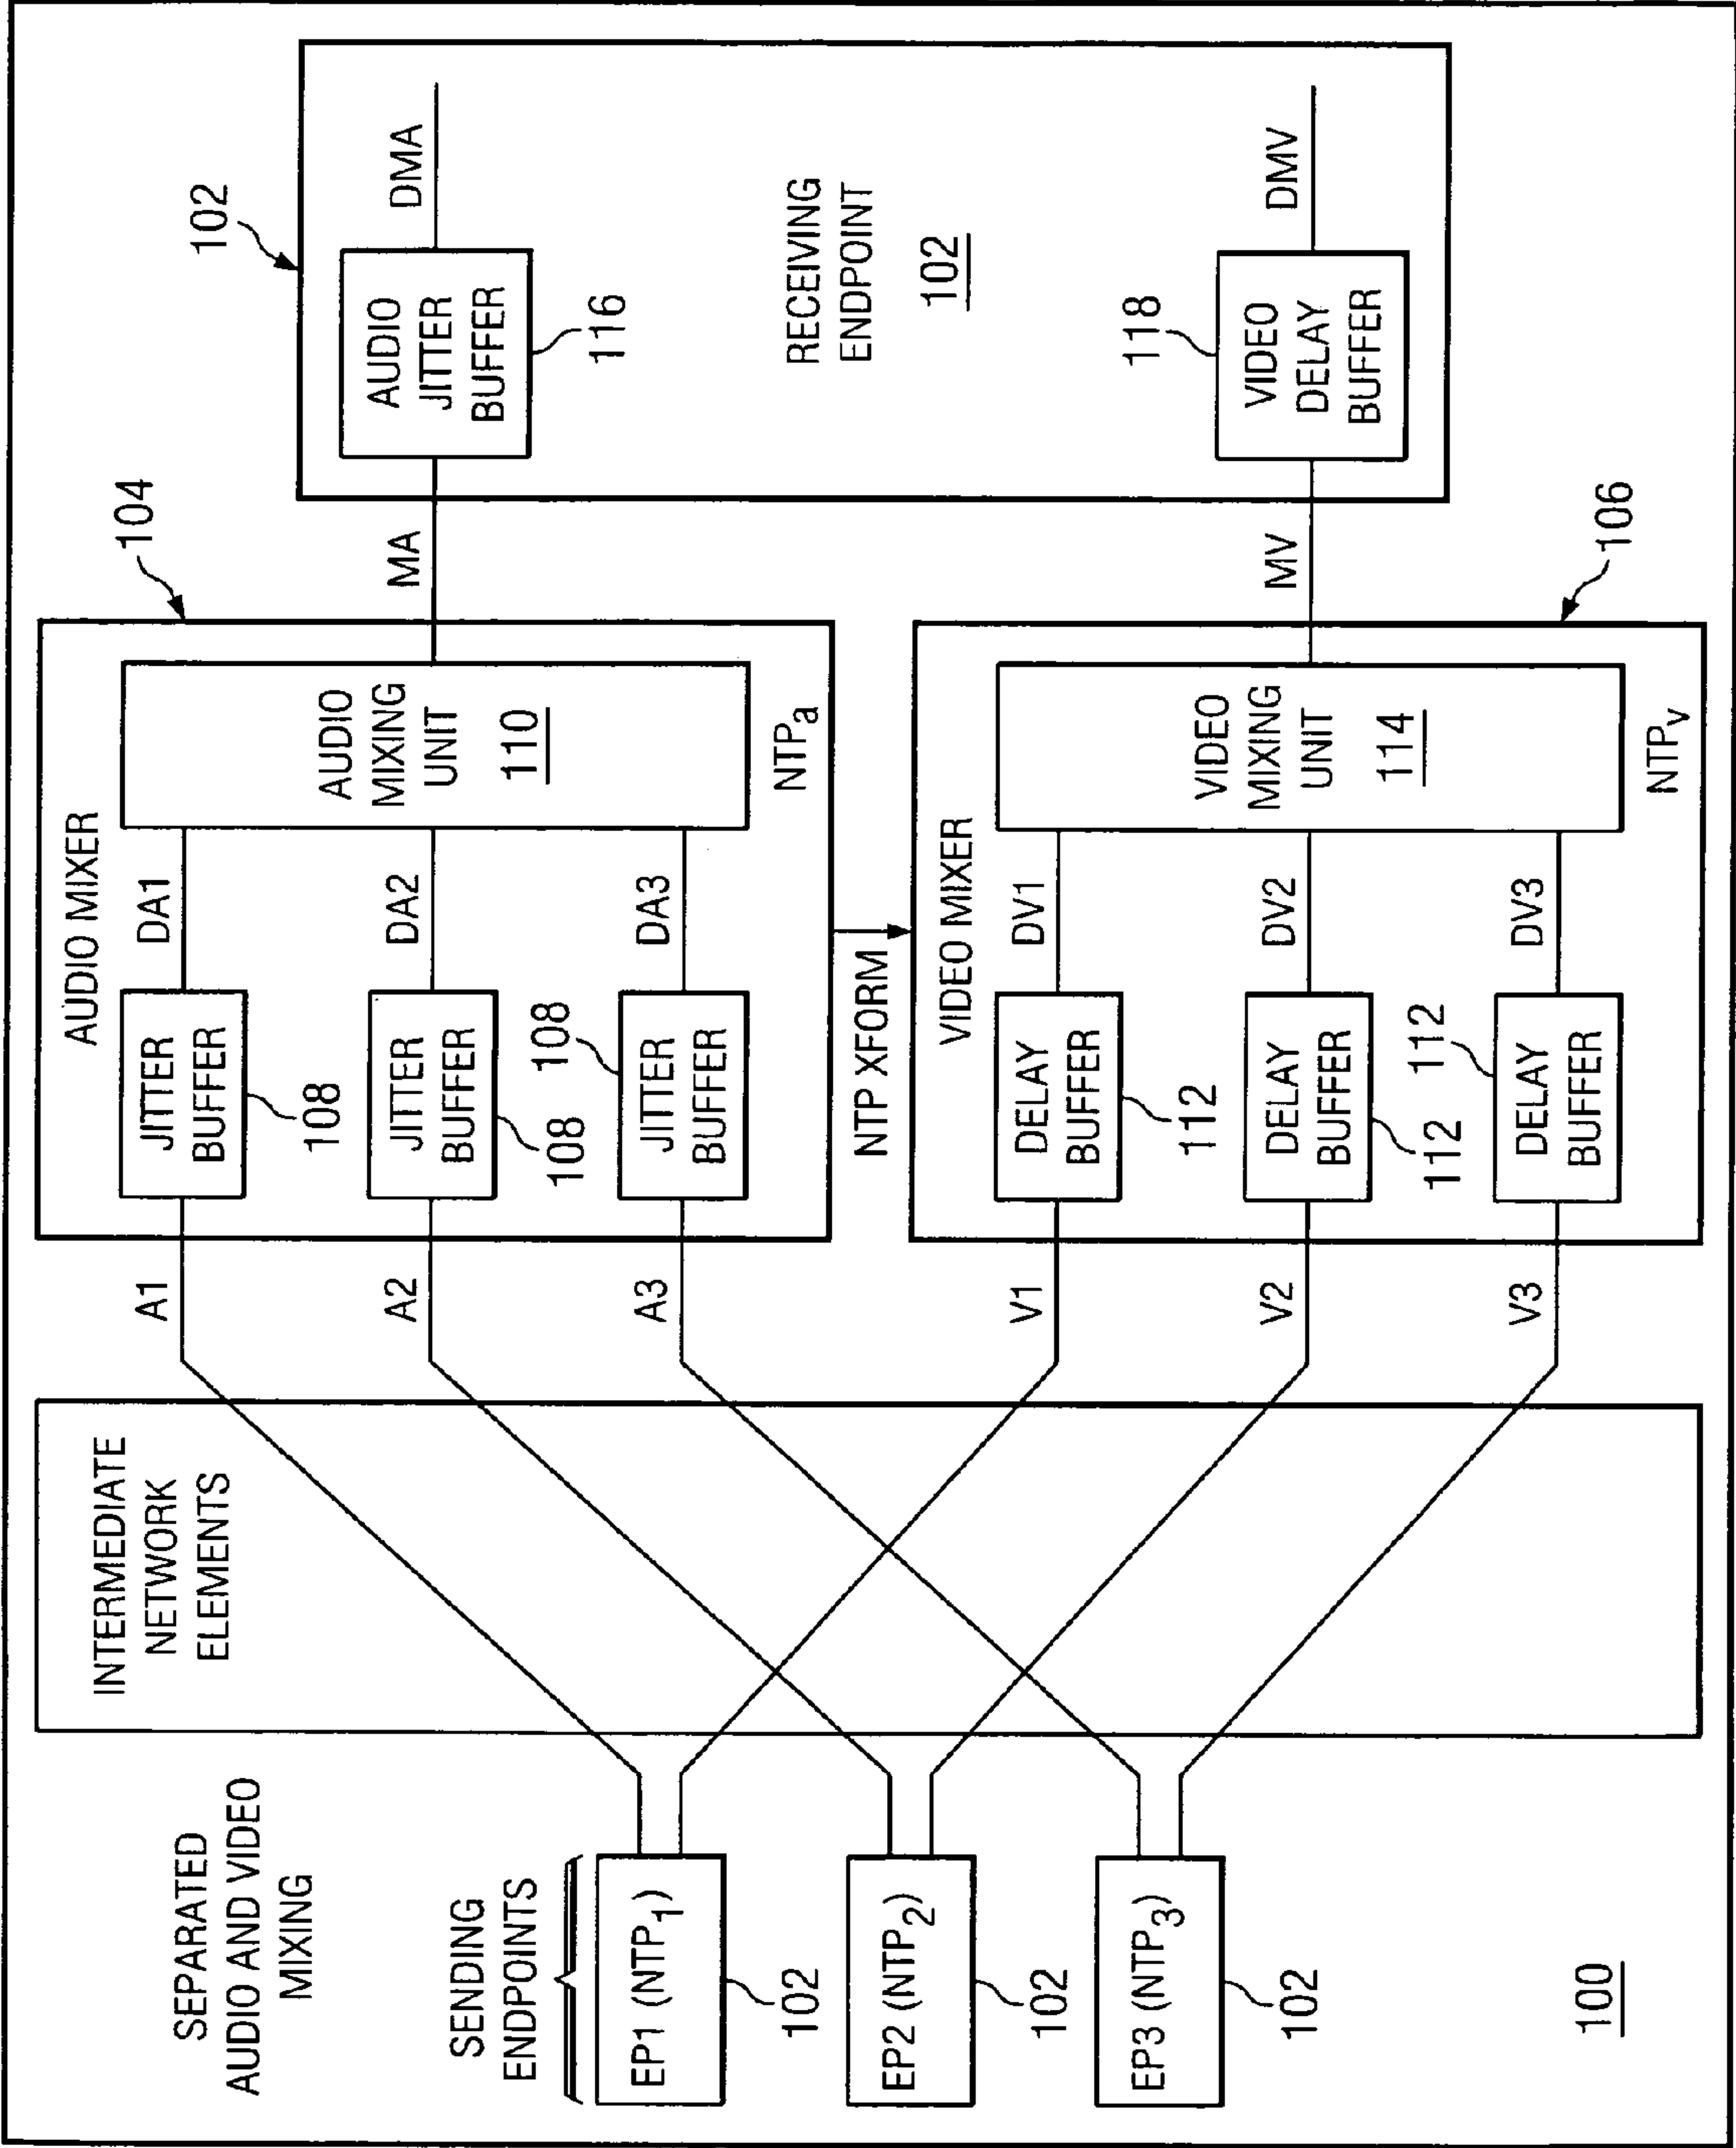 SEPARATED
AUDIO AND VIDEO
MIXING
SENDING
ENDPOINTS
EP1 (NTP1)
102
EP2 (NTP2)
102
EP3 (NTP3)
102
100
INTERMEDIATE
NETWORK
ELEMENTS
A1
A2
A3
V1
V2
V3
AUDIO MIXER
104
JITTER
BUFFER
108
JITTER
BUFFER
108
JITTER
BUFFER
108
DA1
DA2
DA3
AUDIO
MIXING
UNIT
110
NTPa
NTP XFORM
VIDEO MIXER
106
DELAY
BUFFER
112
DELAY
BUFFER
112
DELAY
BUFFER
112
DV1
DV2
DV3
VIDEO
MIXING
UNIT
114
NTPv
MA
MV
102
AUDIO
JITTER
BUFFER
116
DMA
RECEIVING
ENDPOINT
102
118
VIDEO
DELAY
BUFFER
DMV